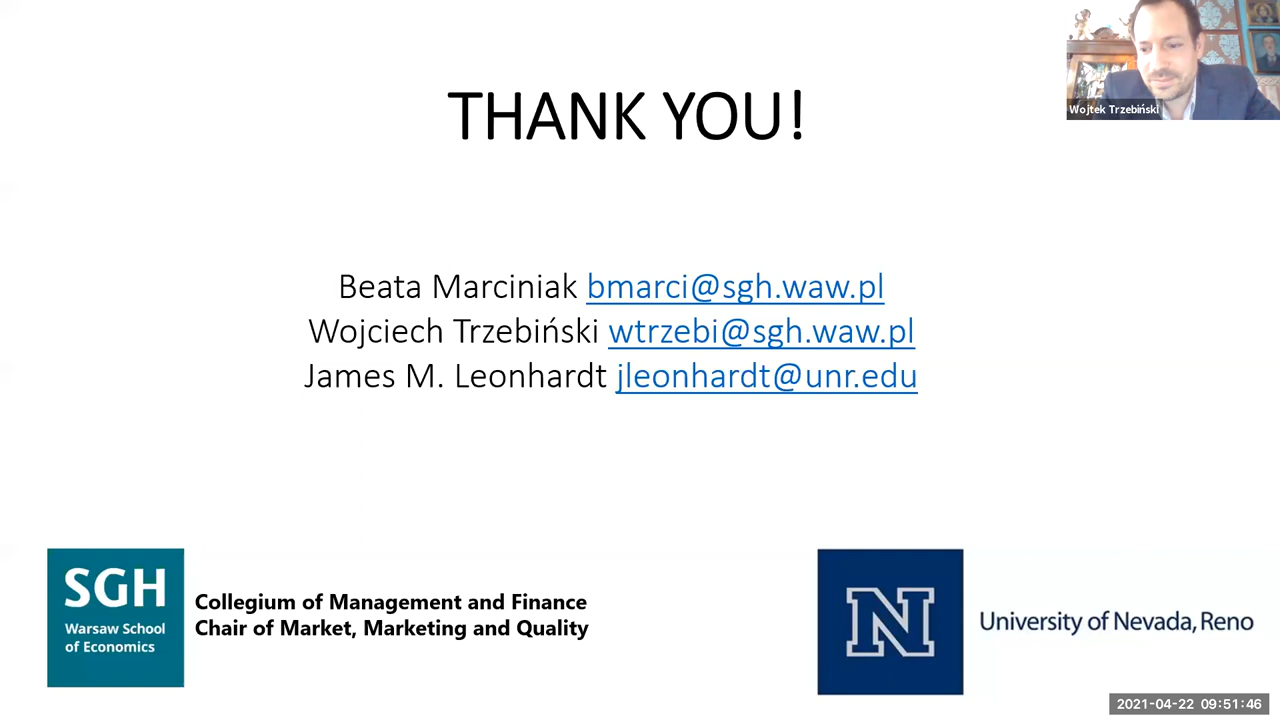 THANK YOU!
Wojtek Trzebiński
Beata Marciniak bmarci@sgh.waw.pl
Wojciech Trzebiński wtrzebi@sgh.waw.pl
James M. Leonhardt jleonhardt@unr.edu
SGH
Warsaw School
of Economics
Collegium of Management and Finance
Chair of Market, Marketing and Quality
N
University of Nevada, Reno
2021-04-22 09:51:46